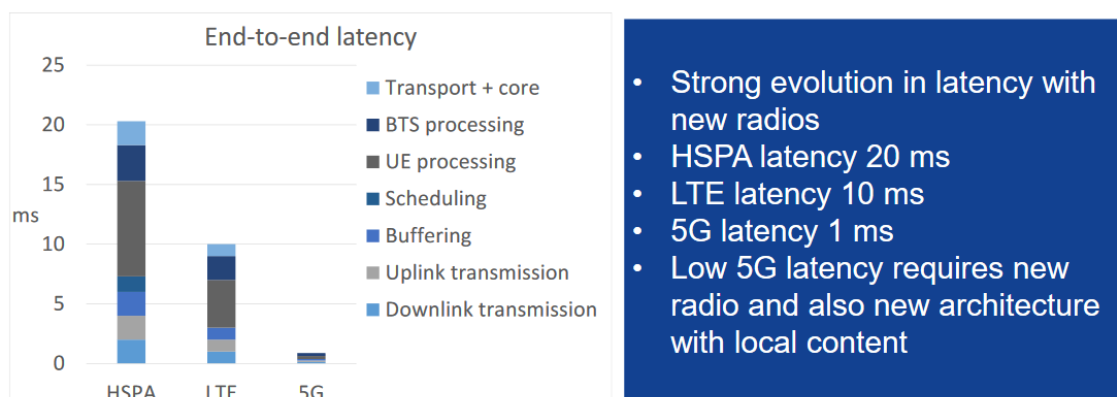 End-to-end latency
25
20
15
ms
10
5
0
HSPA
LTE
5G
Transport + core
BTS processing
UE processing
Scheduling
Buffering
Uplink transmission
Downlink transmission
• Strong evolution in latency with
new radios
• HSPA latency 20 ms
• LTE latency 10 ms
• 5G latency 1 ms
• Low 5G latency requires new
radio and also new architecture
with local content